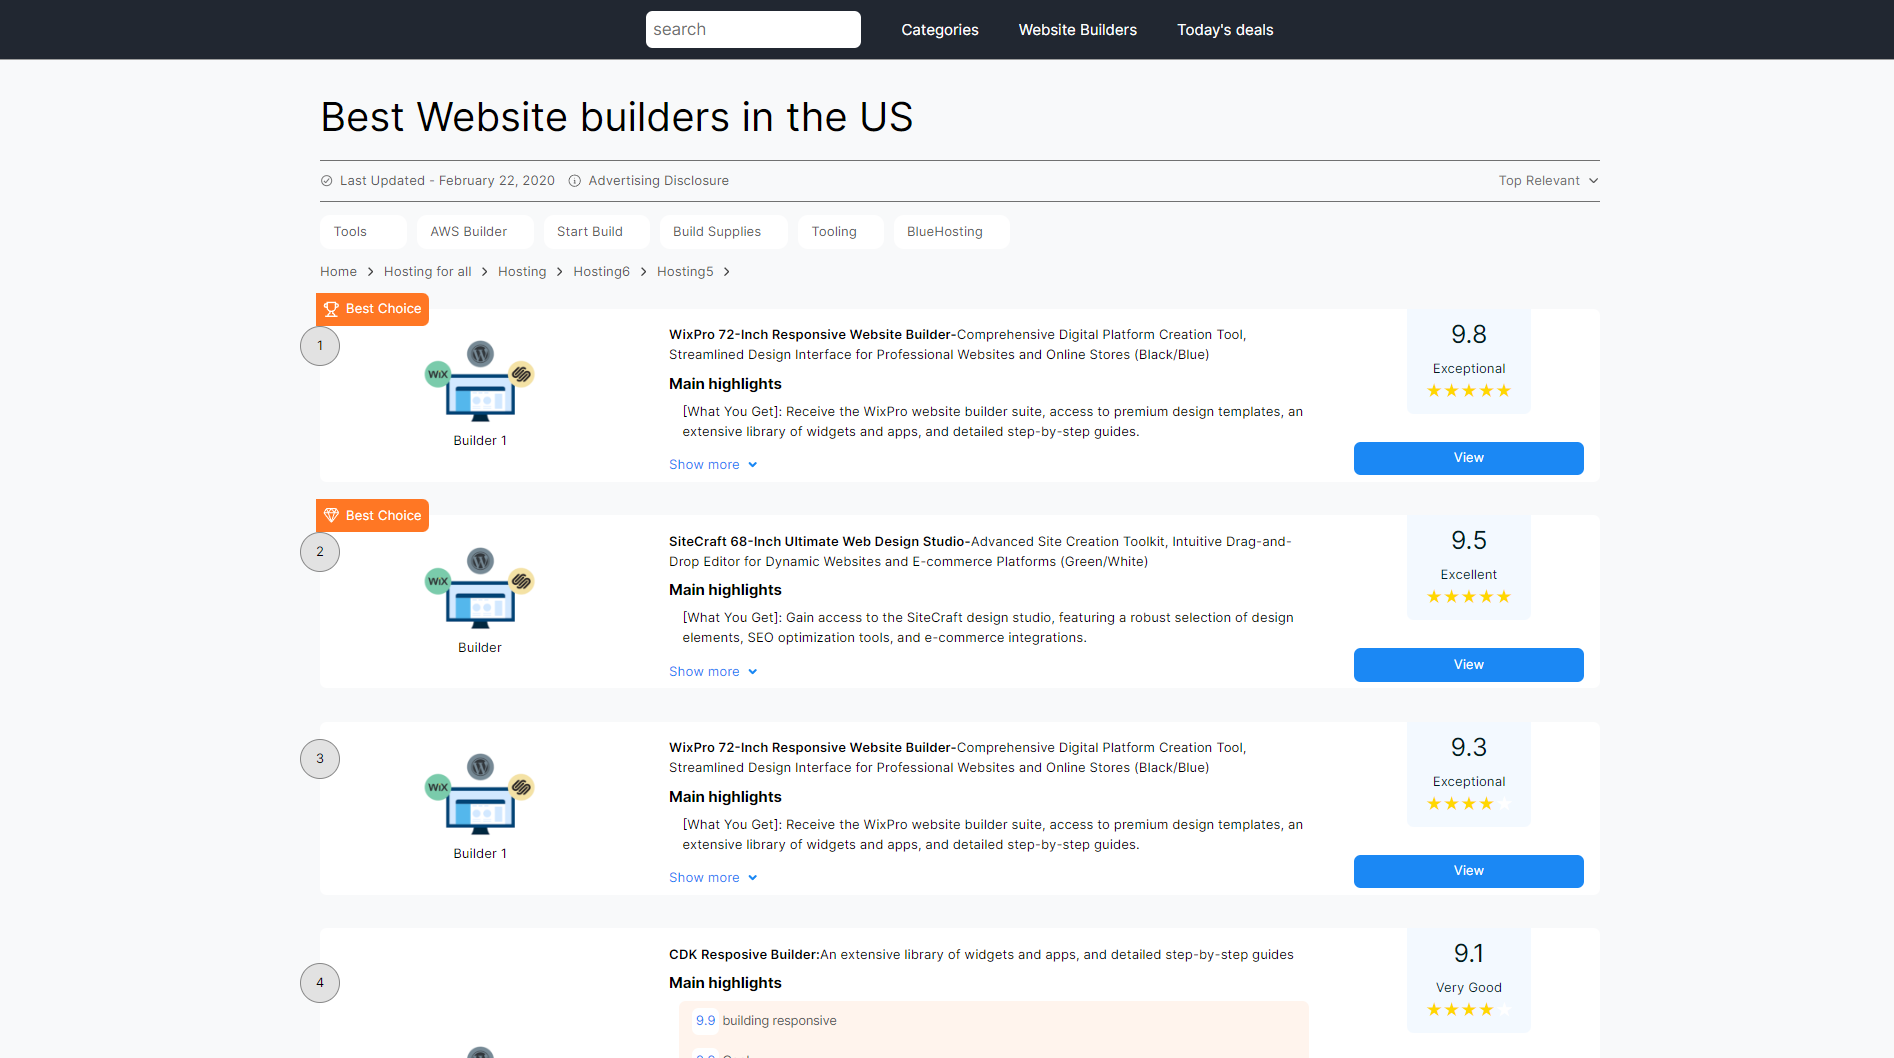 search
Categories
Website Builders
Today's deals
Best Website builders in the US
Last Updated - February 22, 2020
Advertising Disclosure
Top Relevant
Tools
AWS Builder
Start Build
Build Supplies
Tooling
BlueHosting
Home
Hosting for all
Hosting
Hosting6
Hosting5
Best Choice
1
WIX
Builder 1
WixPro 72-Inch Responsive Website Builder-Comprehensive Digital Platform Creation Tool,
Streamlined Design Interface for Professional Websites and Online Stores (Black/Blue)
Main highlights
[What You Get]: Receive the WixPro website builder suite, access to premium design templates, an
extensive library of widgets and apps, and detailed step-by-step guides.
Show more
9.8
Exceptional
View
Best Choice
2
WIX
Builder
SiteCraft 68-Inch Ultimate Web Design Studio-Advanced Site Creation Toolkit, Intuitive Drag-and-
Drop Editor for Dynamic Websites and E-commerce Platforms (Green/White)
Main highlights
[What You Get]: Gain access to the SiteCraft design studio, featuring a robust selection of design
elements, SEO optimization tools, and e-commerce integrations.
Show more
9.5
Excellent
View
3
WIX
Builder 1
WixPro 72-Inch Responsive Website Builder-Comprehensive Digital Platform Creation Tool,
Streamlined Design Interface for Professional Websites and Online Stores (Black/Blue)
Main highlights
[What You Get]: Receive the WixPro website builder suite, access to premium design templates, an
extensive library of widgets and apps, and detailed step-by-step guides.
Show more
9.3
Exceptional
View
4
CDK Resposive Builder:An extensive library of widgets and apps, and detailed step-by-step guides
Main highlights
9.9 building responsive
9.1
Very Good